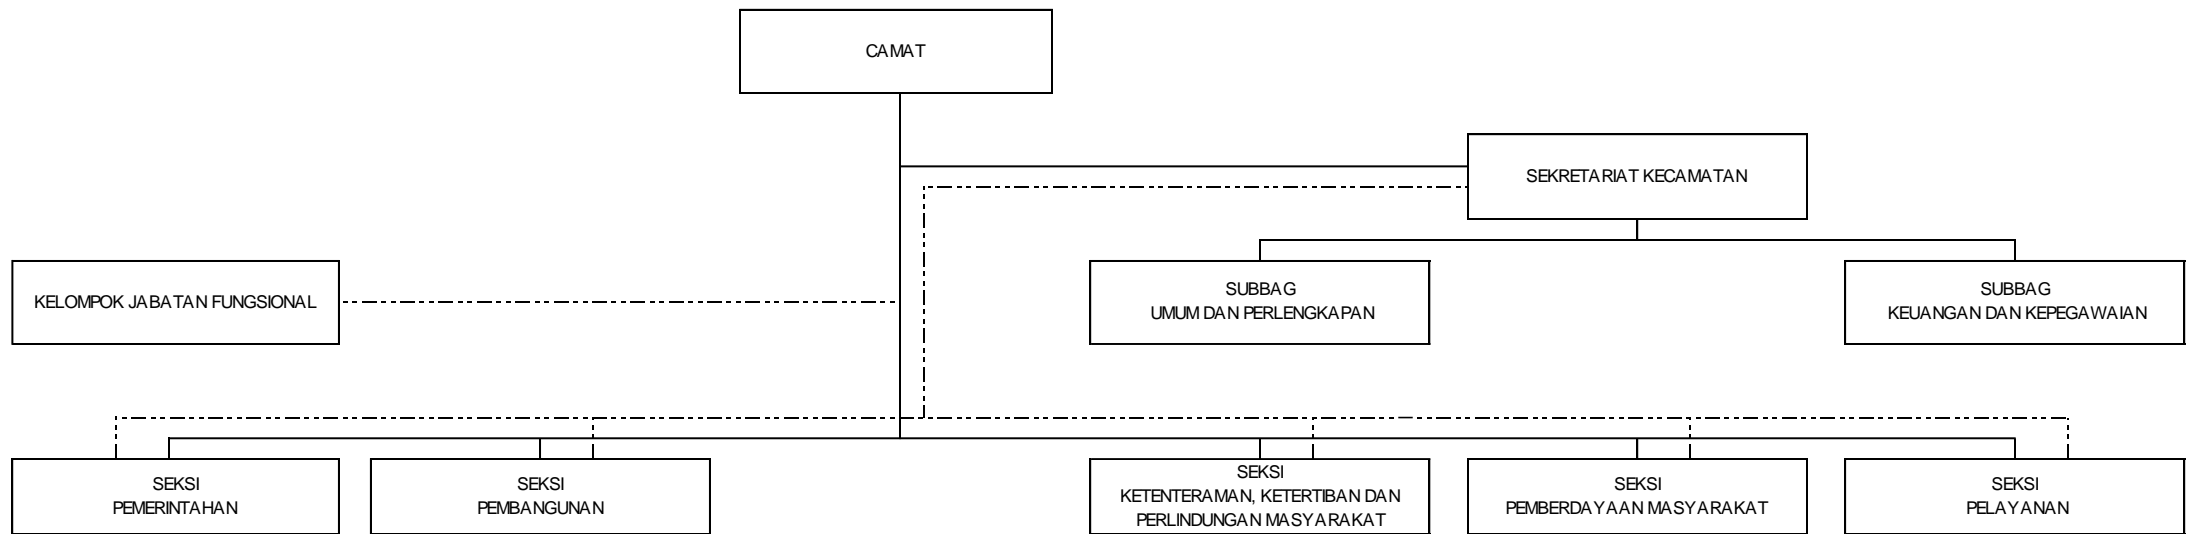 CAMAT
SEKRETARIAT KECAMATAN
KELOMPOK JABATAN FUNGSIONAL
SUBBAG
UMUM DAN PERLENGKAPAN
SUBBAG
KEUANGAN DAN KEPEGAWAIAN
SEKSI
PEMERINTAHAN
SEKSI
PEMBANGUNAN
SEKSI
KETENTERAMAN, KETERTIBAN DAN
PERLINDUNGAN MASYARAKAT
SEKSI
PEMBERDAYAAN MASYARAKAT
SEKSI
PELAYANAN